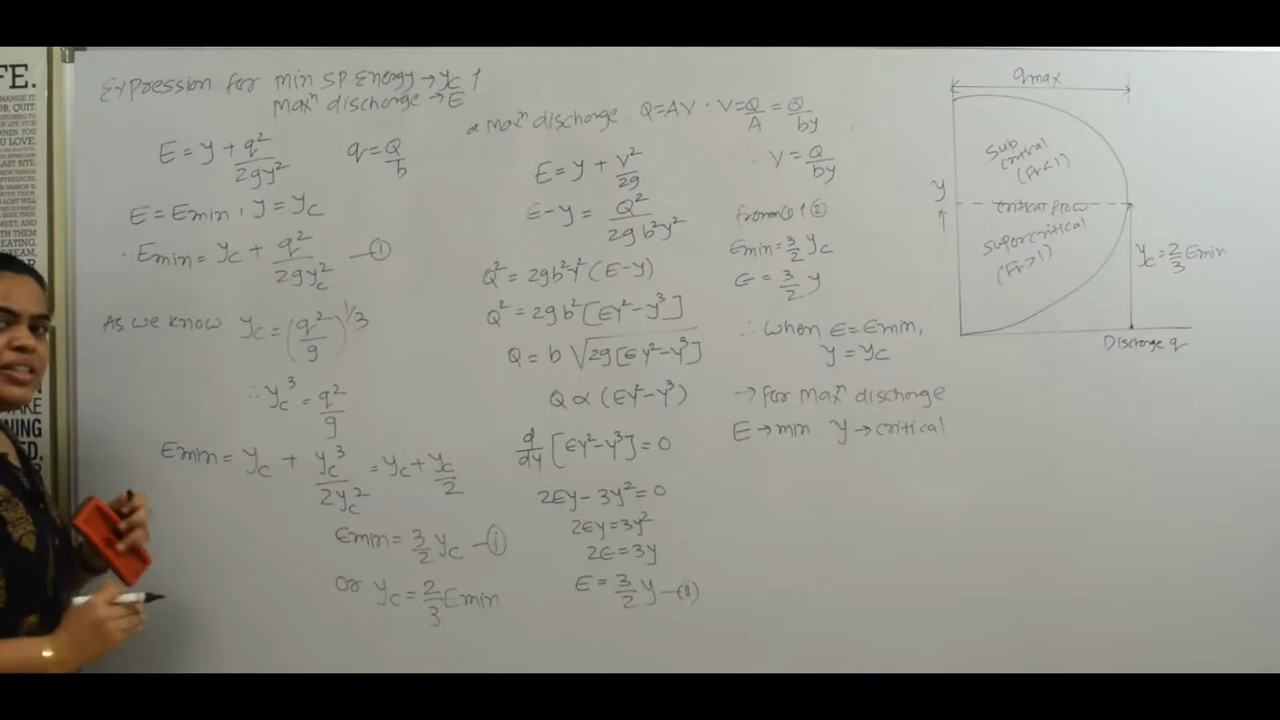 Expression for min SP Energy → yc ↑
maxⁿ discharge → E
E = y + q²/2gy²    q = Q/b
E = Emin, y = yc
∴ Emin = yc + q²/2gyc² —①
As we know yc = (q²/g)^1/3
∴ yc³ = q²/g
Emin = yc + yc³/2yc² = yc + yc/2
Emin = 3/2 yc —ⓘ
or yc = 2/3 Emin
maxⁿ discharge. Q=AV · V = Q/A = Q/by
E = y + V²/2g    ∴ V = Q/by
E - y = Q²/2gb²y²
Q² = 2gb²y² (E-y)
Q² = 2gb² [Ey² - y³]
Q = b √2g[Ey² - y³]
Q ∝ (Ey² - y³)
d/dy [Ey² - y³] = 0
2Ey - 3y² = 0
2Ey = 3y²
2E = 3y
E = 3/2 y —(ii)
From ① & ②
Emin = 3/2 yc
E = 3/2 y
∴ when E = Emin,
y = yc
→ for Maxⁿ discharge
E → min y → critical
qmax
Sub critical
(Fr<1)
y
critical flow
supercritical
(Fr>1)
yc = 2/3 Emin
Discharge q
FE.